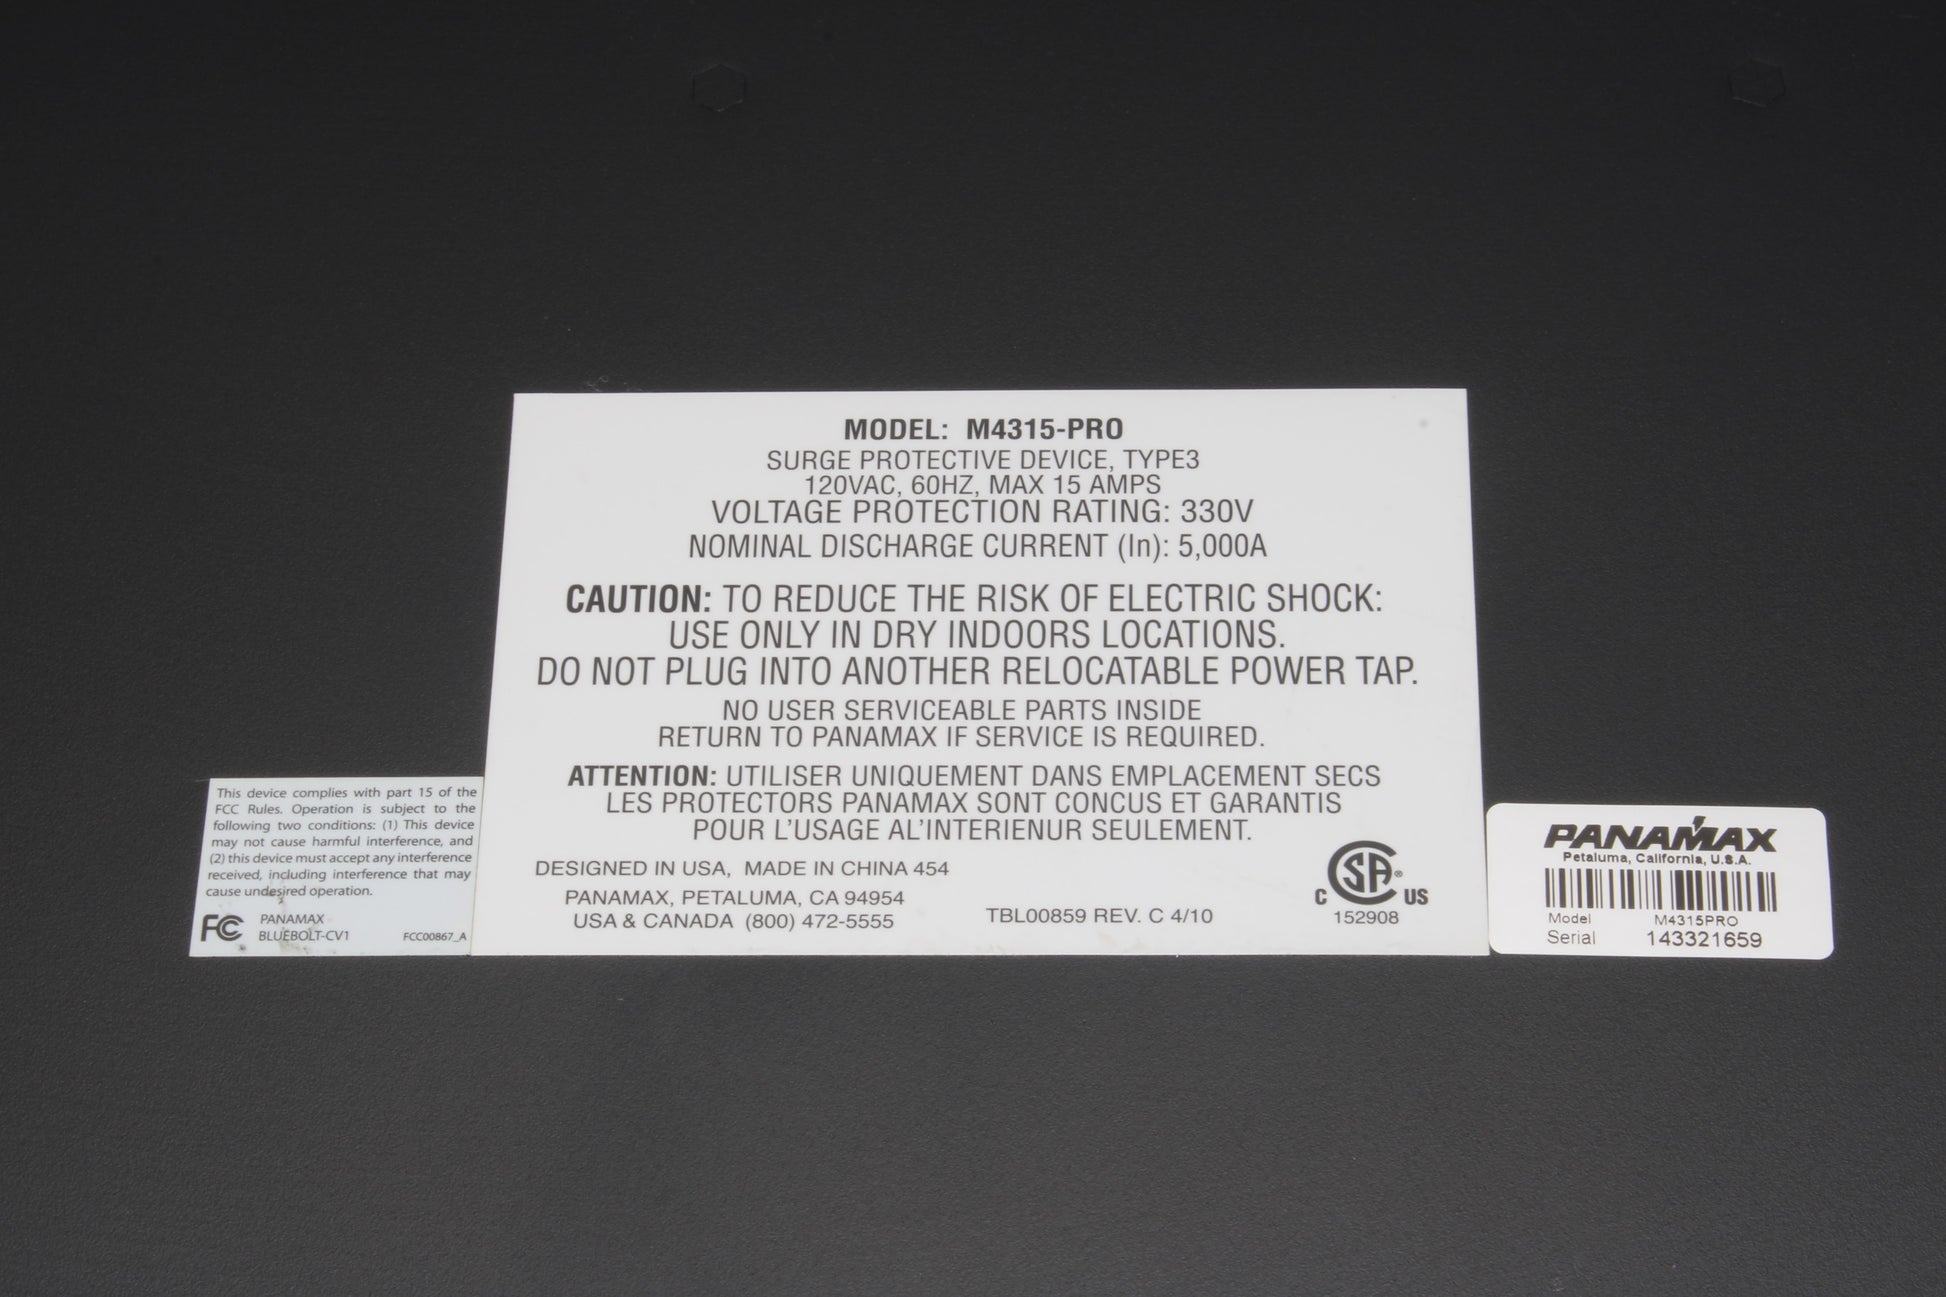 MODEL: M4315-PRO
SURGE PROTECTIVE DEVICE, TYPE3
120VAC, 60HZ, MAX 15 AMPS
VOLTAGE PROTECTION RATING: 330V
NOMINAL DISCHARGE CURRENT (In): 5,000A
CAUTION: TO REDUCE THE RISK OF ELECTRIC SHOCK:
USE ONLY IN DRY INDOORS LOCATIONS.
DO NOT PLUG INTO ANOTHER RELOCATABLE POWER TAP.
NO USER SERVICEABLE PARTS INSIDE
RETURN TO PANAMAX IF SERVICE IS REQUIRED.
ATTENTION: UTILISER UNIQUEMENT DANS EMPLACEMENT SECS
LES PROTECTORS PANAMAX SONT CONCUS ET GARANTIS
POUR L'USAGE AL'INTERIENUR SEULEMENT.
DESIGNED IN USA, MADE IN CHINA 454
PANAMAX, PETALUMA, CA 94954
USA & CANADA (800) 472-5555
TBL00859 REV. C 4/10
C CSA ® US
152908
This device complies with part 15 of the
FCC Rules. Operation is subject to the
following two conditions: (1) This device
may not cause harmful interference, and
(2) this device must accept any interference
received, including interference that may
cause undesired operation.
FCC PANAMAX
BLUEBOLT-CV1 FCC00867_A
PANAMAX
Petaluma, California, U.S.A.
Model M4315PRO
Serial 143321659